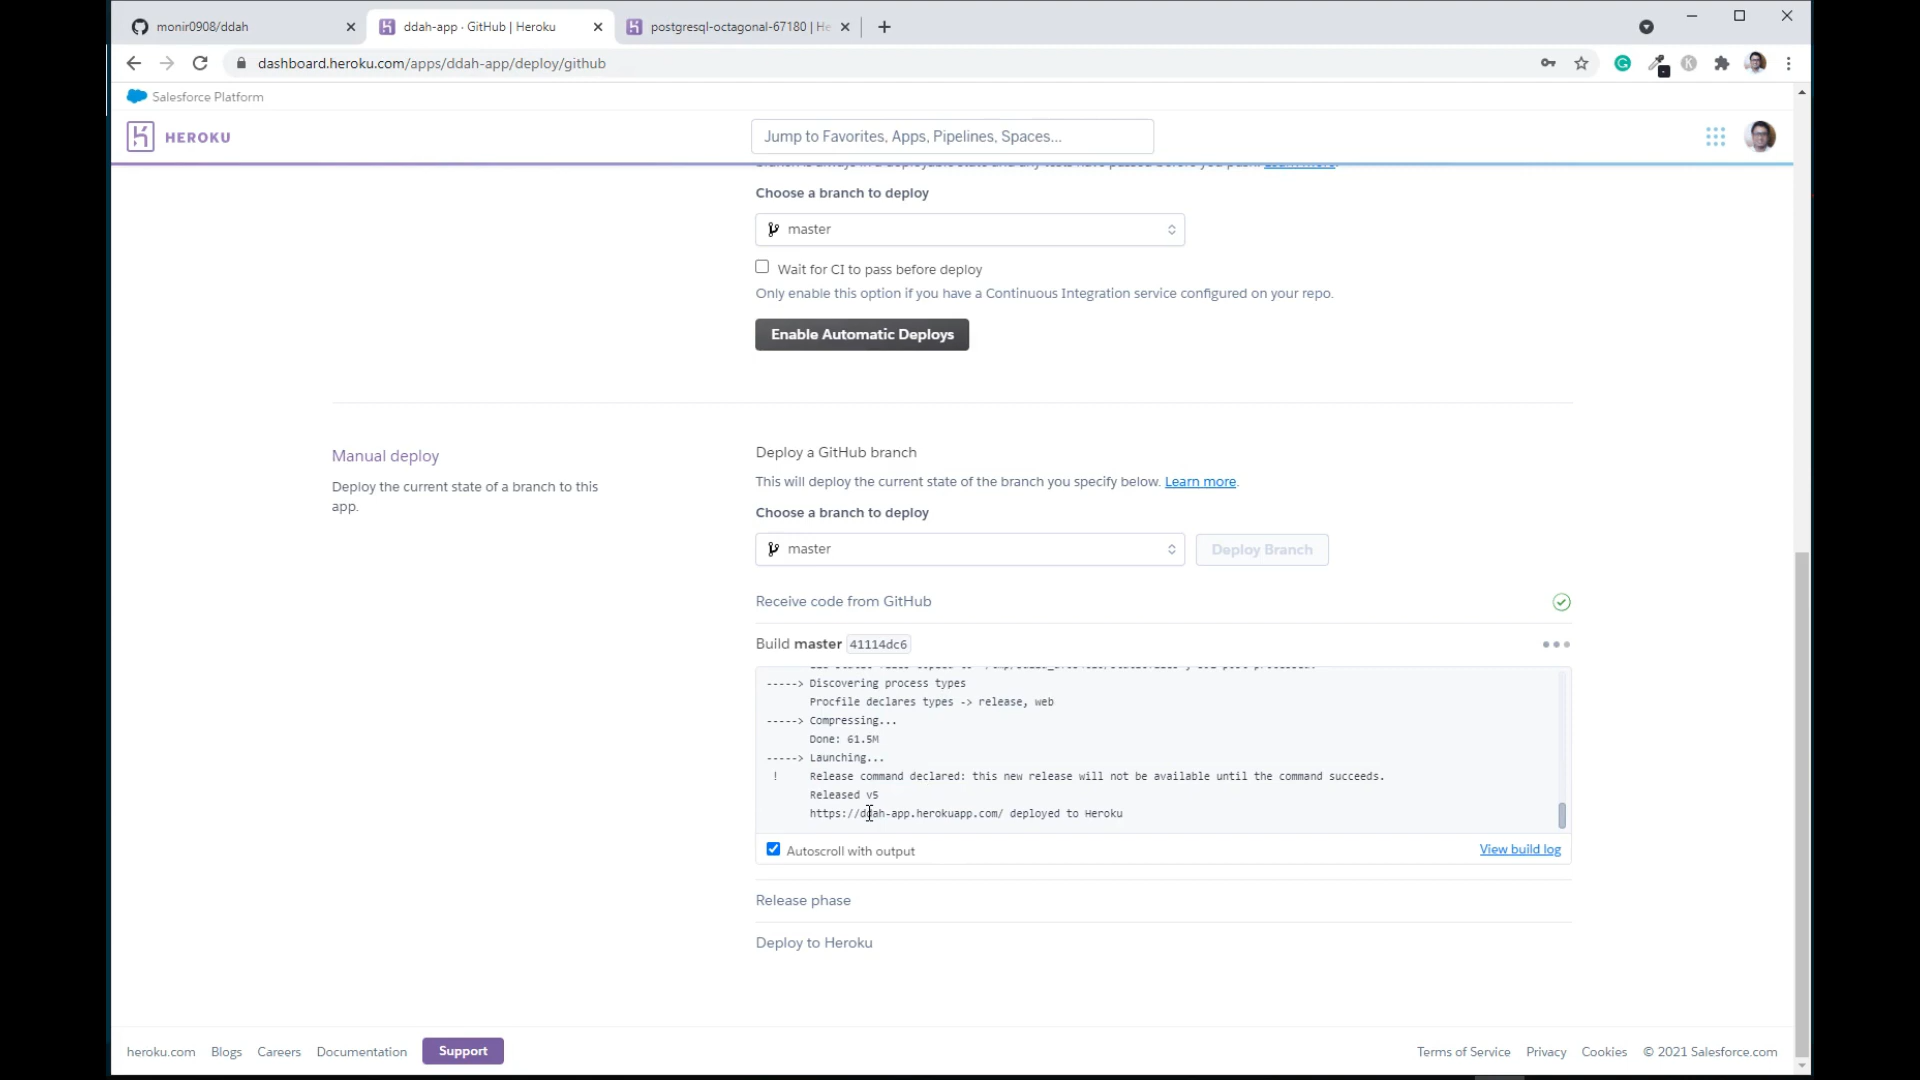 monir0908/ddah
ddah-app · GitHub | Heroku
postgresql-octagonal-67180 | He
dashboard.heroku.com/apps/ddah-app/deploy/github
Salesforce Platform
HEROKU
Jump to Favorites, Apps, Pipelines, Spaces...
Choose a branch to deploy
master
Wait for CI to pass before deploy
Only enable this option if you have a Continuous Integration service configured on your repo.
Enable Automatic Deploys
Manual deploy
Deploy the current state of a branch to this
app.
Deploy a GitHub branch
This will deploy the current state of the branch you specify below. Learn more.
Choose a branch to deploy
master
Deploy Branch
Receive code from GitHub
Build master 41114dc6
-----> Discovering process types
Procfile declares types -> release, web
-----> Compressing...
Done: 61.5M
-----> Launching...
! Release command declared: this new release will not be available until the command succeeds.
Released v5
https://ddah-app.herokuapp.com/ deployed to Heroku
Autoscroll with output
View build log
Release phase
Deploy to Heroku
heroku.com Blogs Careers Documentation Support
Terms of Service Privacy Cookies © 2021 Salesforce.com